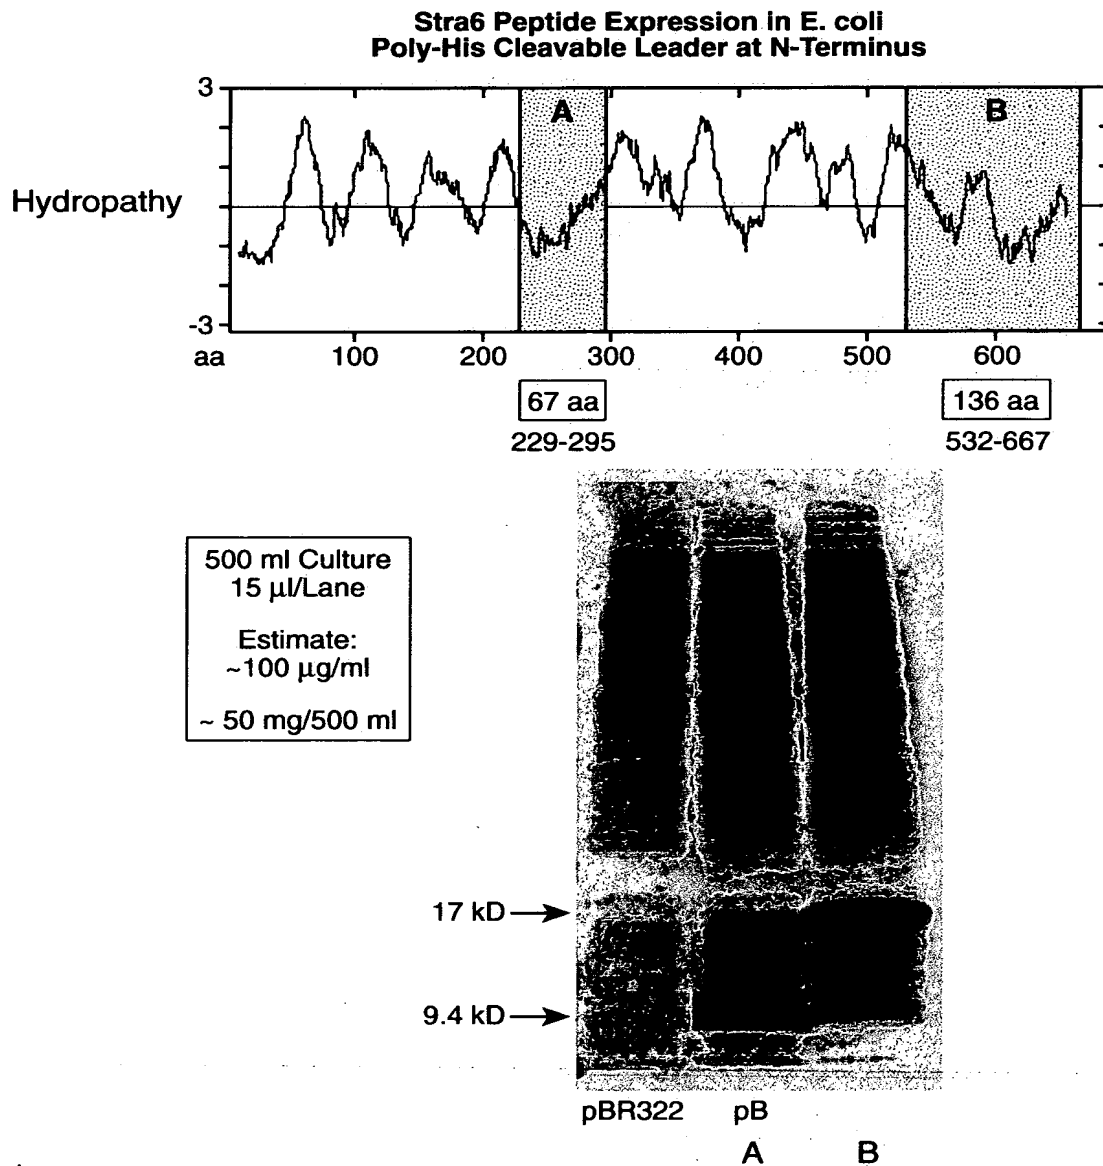 Stra6 Peptide Expression in E. coli
Poly-His Cleavable Leader at N-Terminus
3
A
B
Hydropathy
-3
aa 100 200 300 400 500 600
67 aa
136 aa
229-295
532-667
500 ml Culture
15 µl/Lane
Estimate:
~100 µg/ml
~ 50 mg/500 ml
17 kD
9.4 kD
pBR322 pB
A B